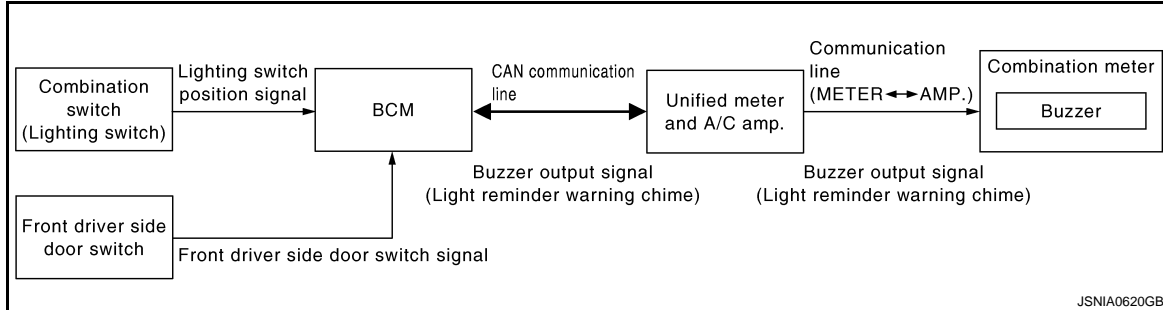 Combination
switch
(Lighting switch)
Lighting switch
position signal
BCM
CAN communication
line
Unified meter
and A/C amp.
Communication
line
(METER↔AMP.)
Combination meter
Buzzer
Buzzer output signal
(Light reminder warning chime)
Buzzer output signal
(Light reminder warning chime)
Front driver side
door switch
Front driver side door switch signal
JSNIA0620GB